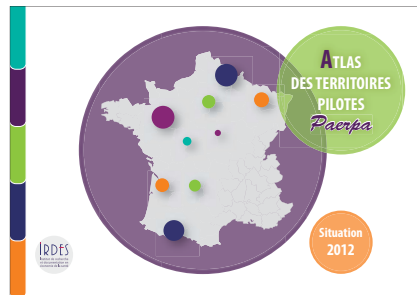 ATLAS
DES TERRITOIRES
PILOTES
Paerpa
Situation
2012
IRDES